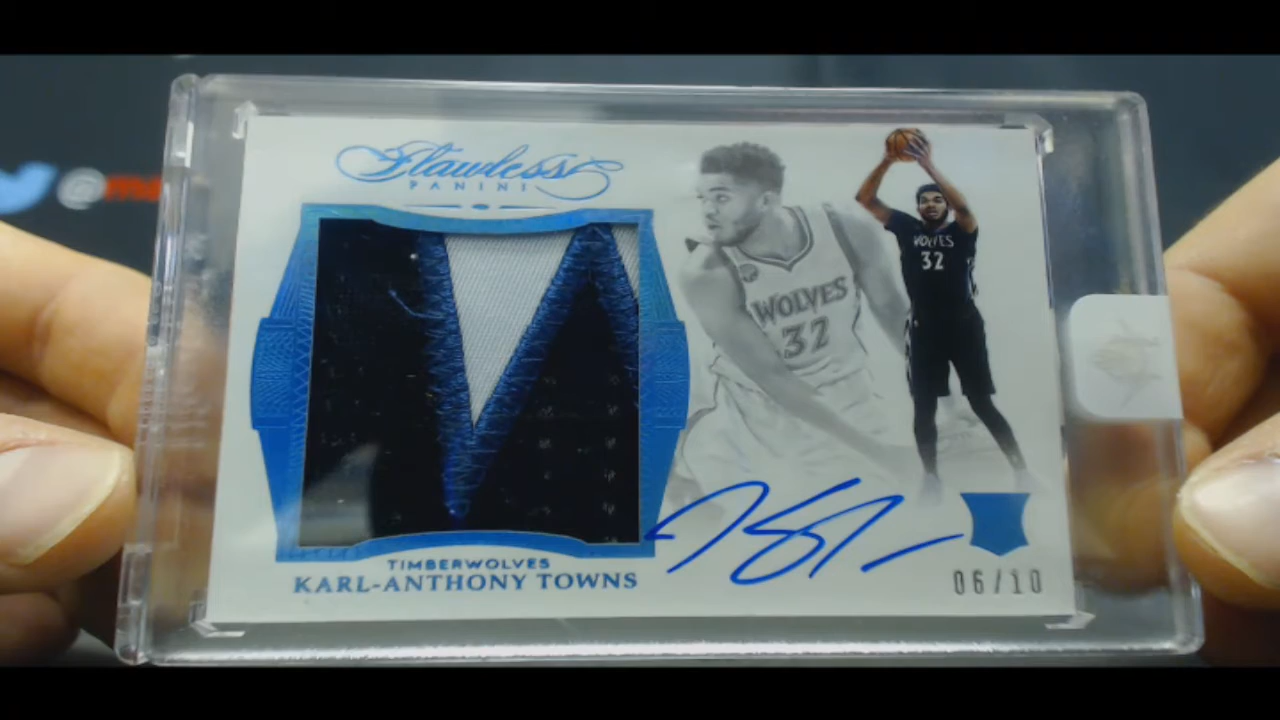 Flawless
PANINI
@
WOLVES
32
WOLVES
32
TIMBERWOLVES
KARL-ANTHONY TOWNS
06/10